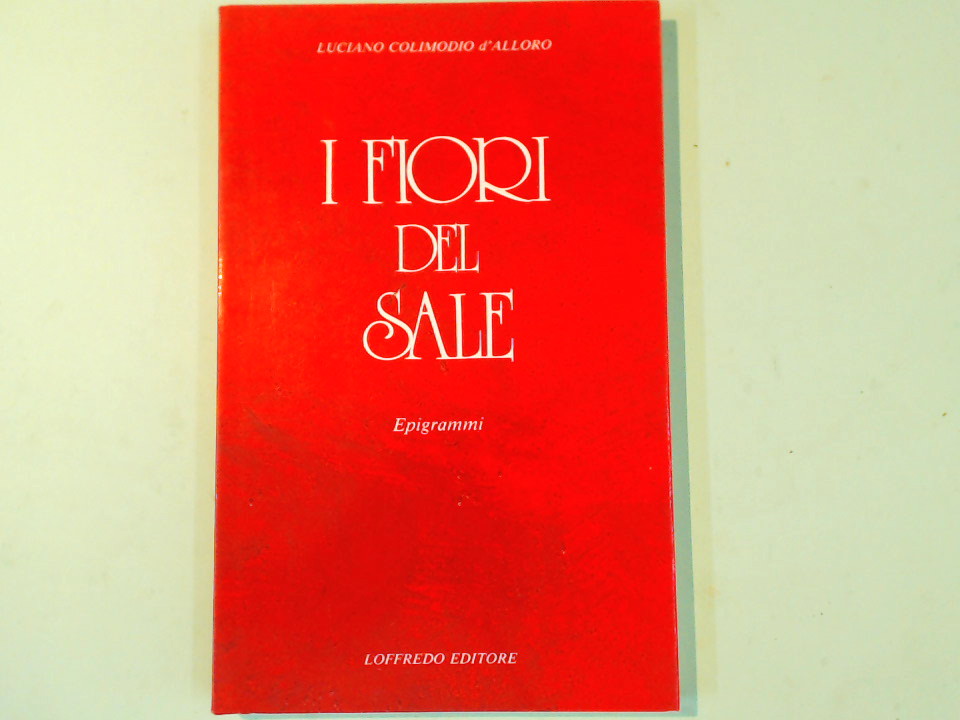 LUCIANO COLIMODIO d'ALLORO
I FIORI
DEL
SALE
Epigrammi
LOFFREDO EDITORE